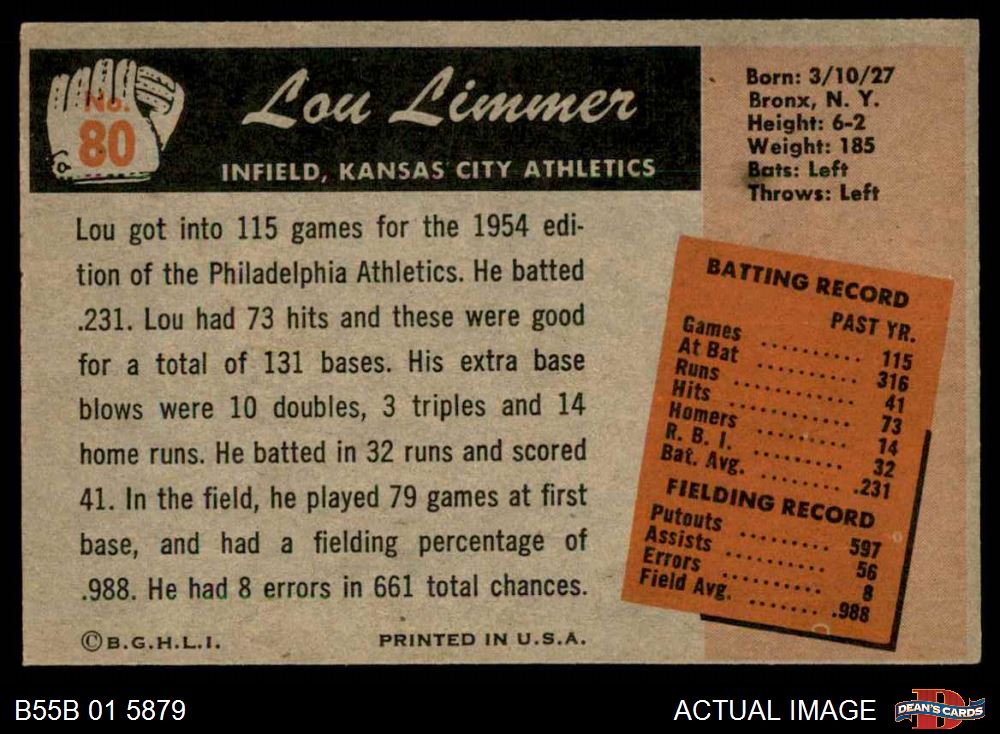 No.
80
Lou Limmer
INFIELD, KANSAS CITY ATHLETICS
Born: 3/10/27
Bronx, N. Y.
Height: 6-2
Weight: 185
Bats: Left
Throws: Left
Lou got into 115 games for the 1954 edi-
tion of the Philadelphia Athletics. He batted
.231. Lou had 73 hits and these were good
for a total of 131 bases. His extra base
blows were 10 doubles, 3 triples and 14
home runs. He batted in 32 runs and scored
41. In the field, he played 79 games at first
base, and had a fielding percentage of
.988. He had 8 errors in 661 total chances.
BATTING RECORD
PAST YR.
Games .......... 115
At Bat .......... 316
Runs .......... 41
Hits .......... 73
Homers .......... 14
R. B. I. .......... 32
Bat. Avg. ........ .231
FIELDING RECORD
Putouts ......... 597
Assists .......... 56
Errors .......... 8
Field Avg. ....... .988
©B.G.H.L.I.
PRINTED IN U.S.A.
B55B 01 5879
ACTUAL IMAGE
DEAN'S CARDS